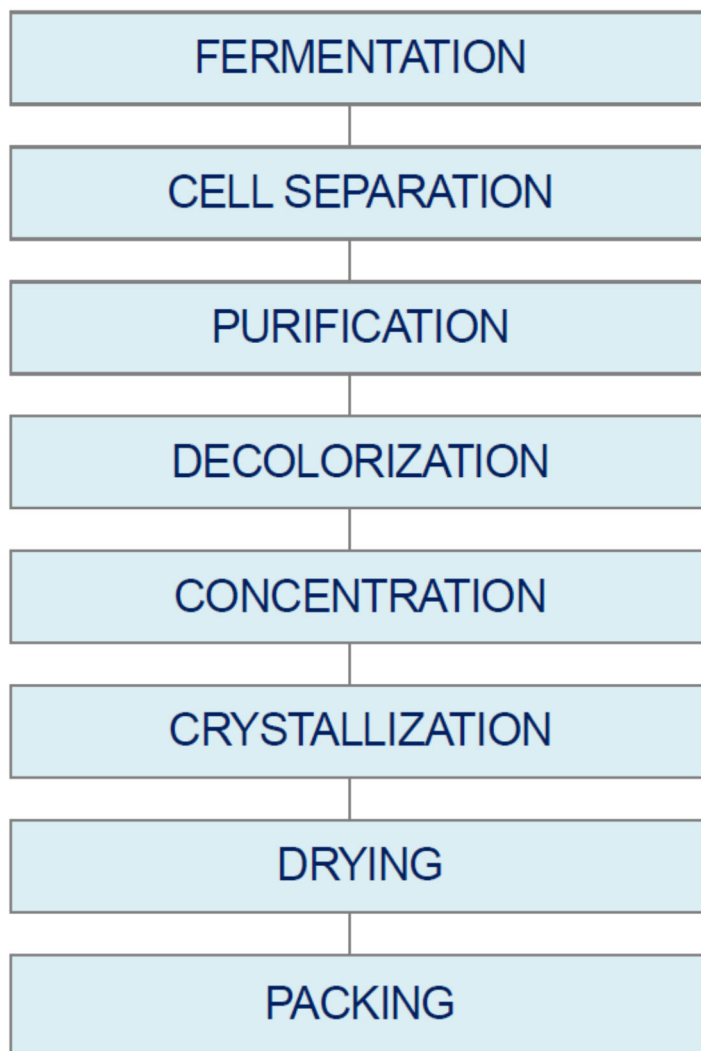 FERMENTATION
CELL SEPARATION
PURIFICATION
DECOLORIZATION
CONCENTRATION
CRYSTALLIZATION
DRYING
PACKING